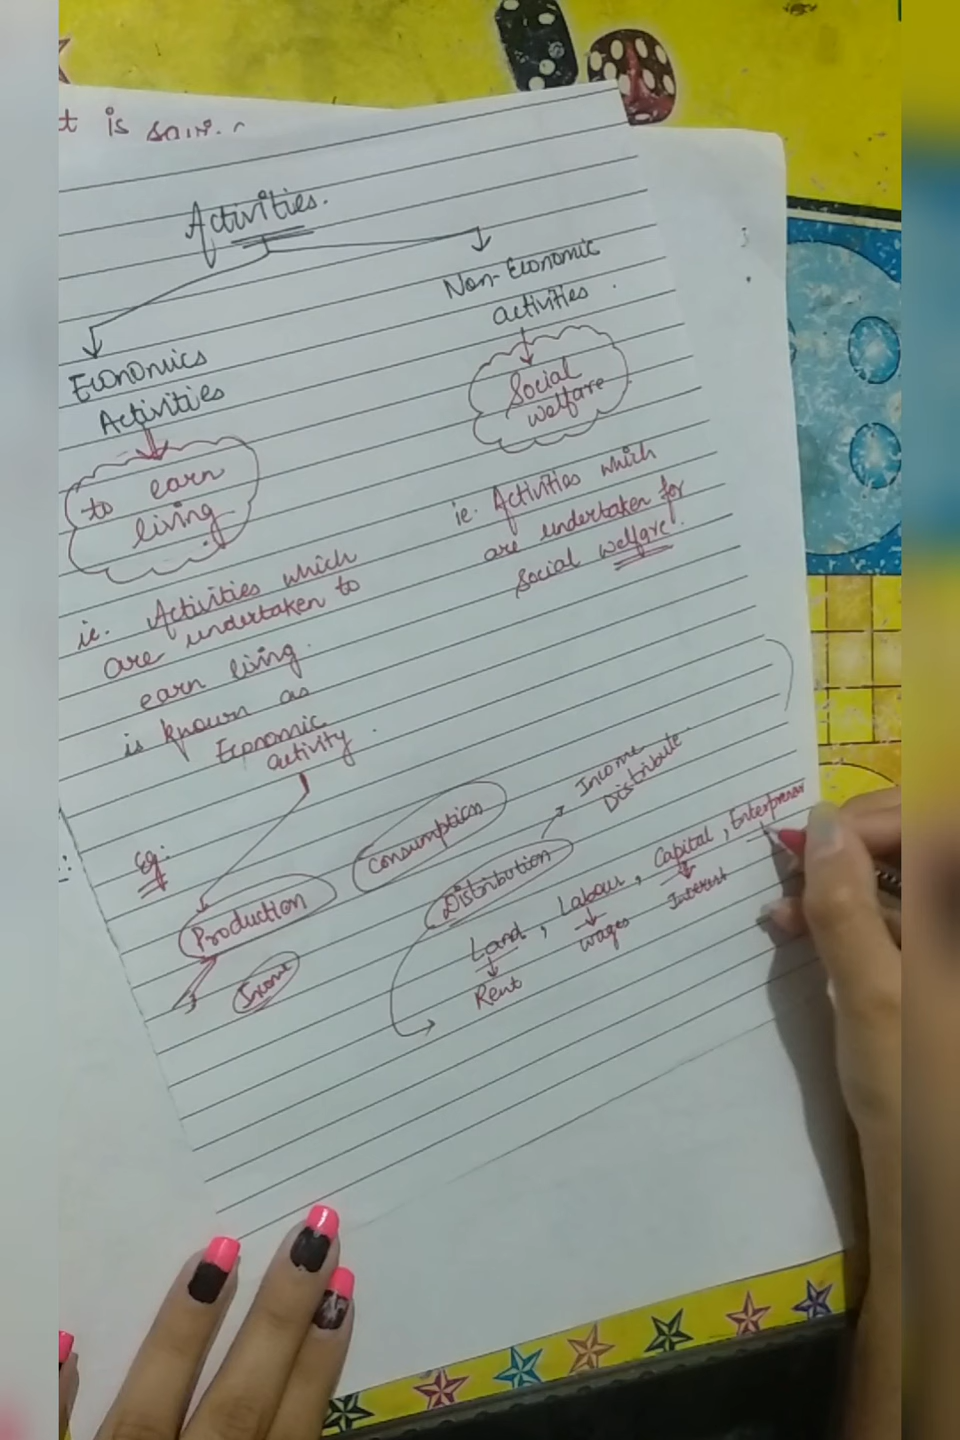 t is
Activities.
Economics
Activities
to earn
living
ie. Activities which
are undertaken to
earn living.
is known as
Economic
activity.
Non-Economic
activities.
Social
welfare
ie. Activities which
are undertaken for
Social welfare.
Eg:
Production
Income
Consumption
Distribution
Income
Distribute
Land, Labour, Capital, Enterprenor
Rent
wages
Interest